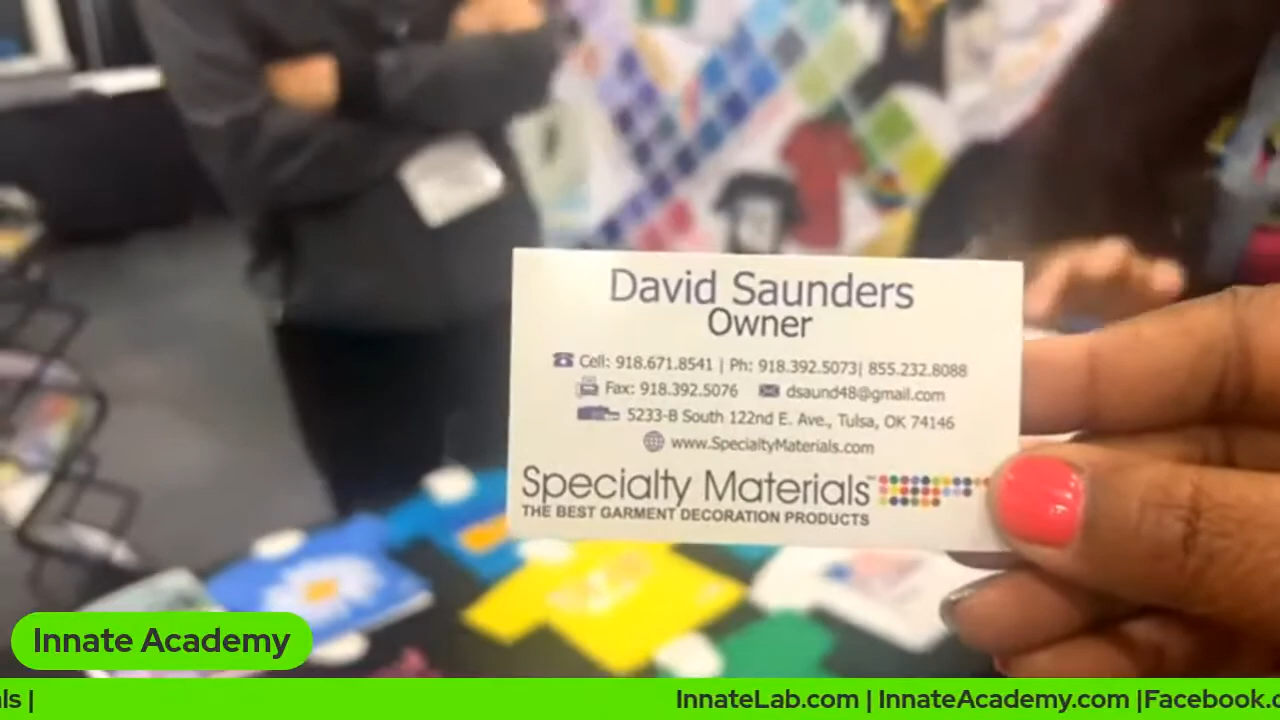 David Saunders
Owner
Cell: 918.671.8541 | Ph: 918.392.5073| 855.232.8088
Fax: 918.392.5076 dsaund48@gmail.com
5233-B South 122nd E. Ave., Tulsa, OK 74146
www.SpecialtyMaterials.com
Specialty Materials™
THE BEST GARMENT DECORATION PRODUCTS
Innate Academy
ls | InnateLab.com | InnateAcademy.com |Facebook.c